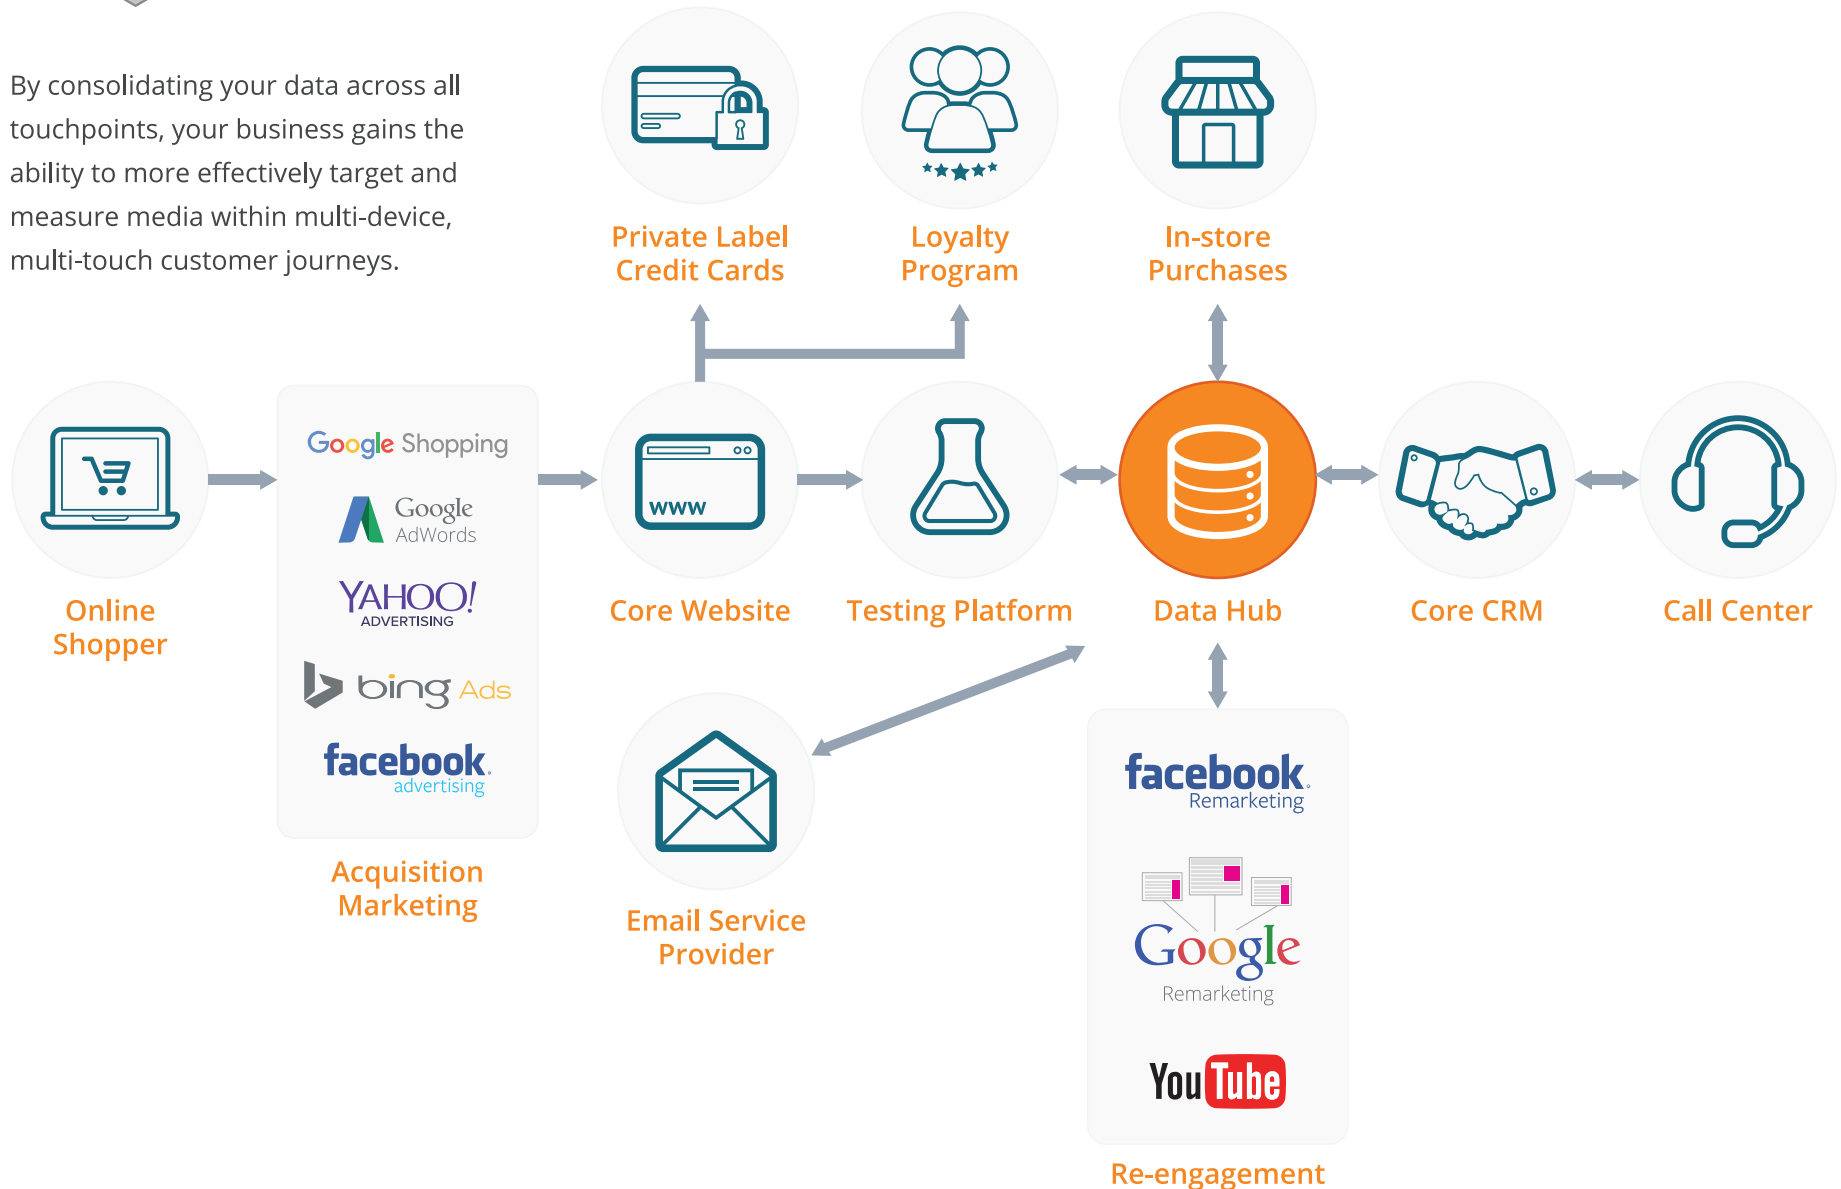 By consolidating your data across all
touchpoints, your business gains the
ability to more effectively target and
measure media within multi-device,
multi-touch customer journeys.
Private Label
Credit Cards
Loyalty
Program
In-store
Purchases
Online
Shopper
Google Shopping
Google
AdWords
YAHOO!
ADVERTISING
bing Ads
facebook
advertising
Acquisition
Marketing
www
Core Website
Testing Platform
Data Hub
Core CRM
Call Center
Email Service
Provider
facebook
Remarketing
Google
Remarketing
YouTube
Re-engagement